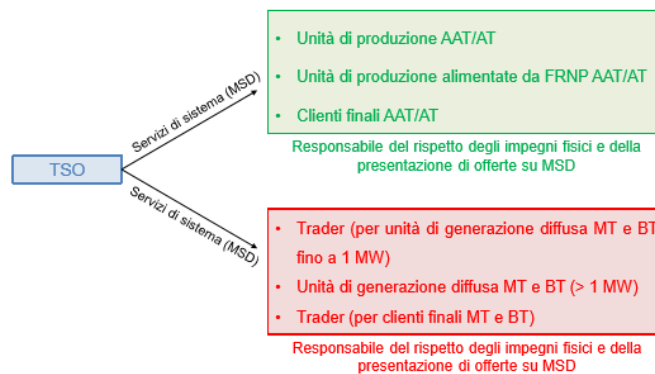 • Unità di produzione AAT/AT
• Unità di produzione alimentate da FRNP AAT/AT
• Clienti finali AAT/AT
Responsabile del rispetto degli impegni fisici e della
presentazione di offerte su MSD
Servizi di sistema (MSD)
TSO
Servizi di sistema (MSD)
• Trader (per unità di generazione diffusa MT e BT
fino a 1 MW)
• Unità di generazione diffusa MT e BT (> 1 MW)
• Trader (per clienti finali MT e BT)
Responsabile del rispetto degli impegni fisici e della
presentazione di offerte su MSD